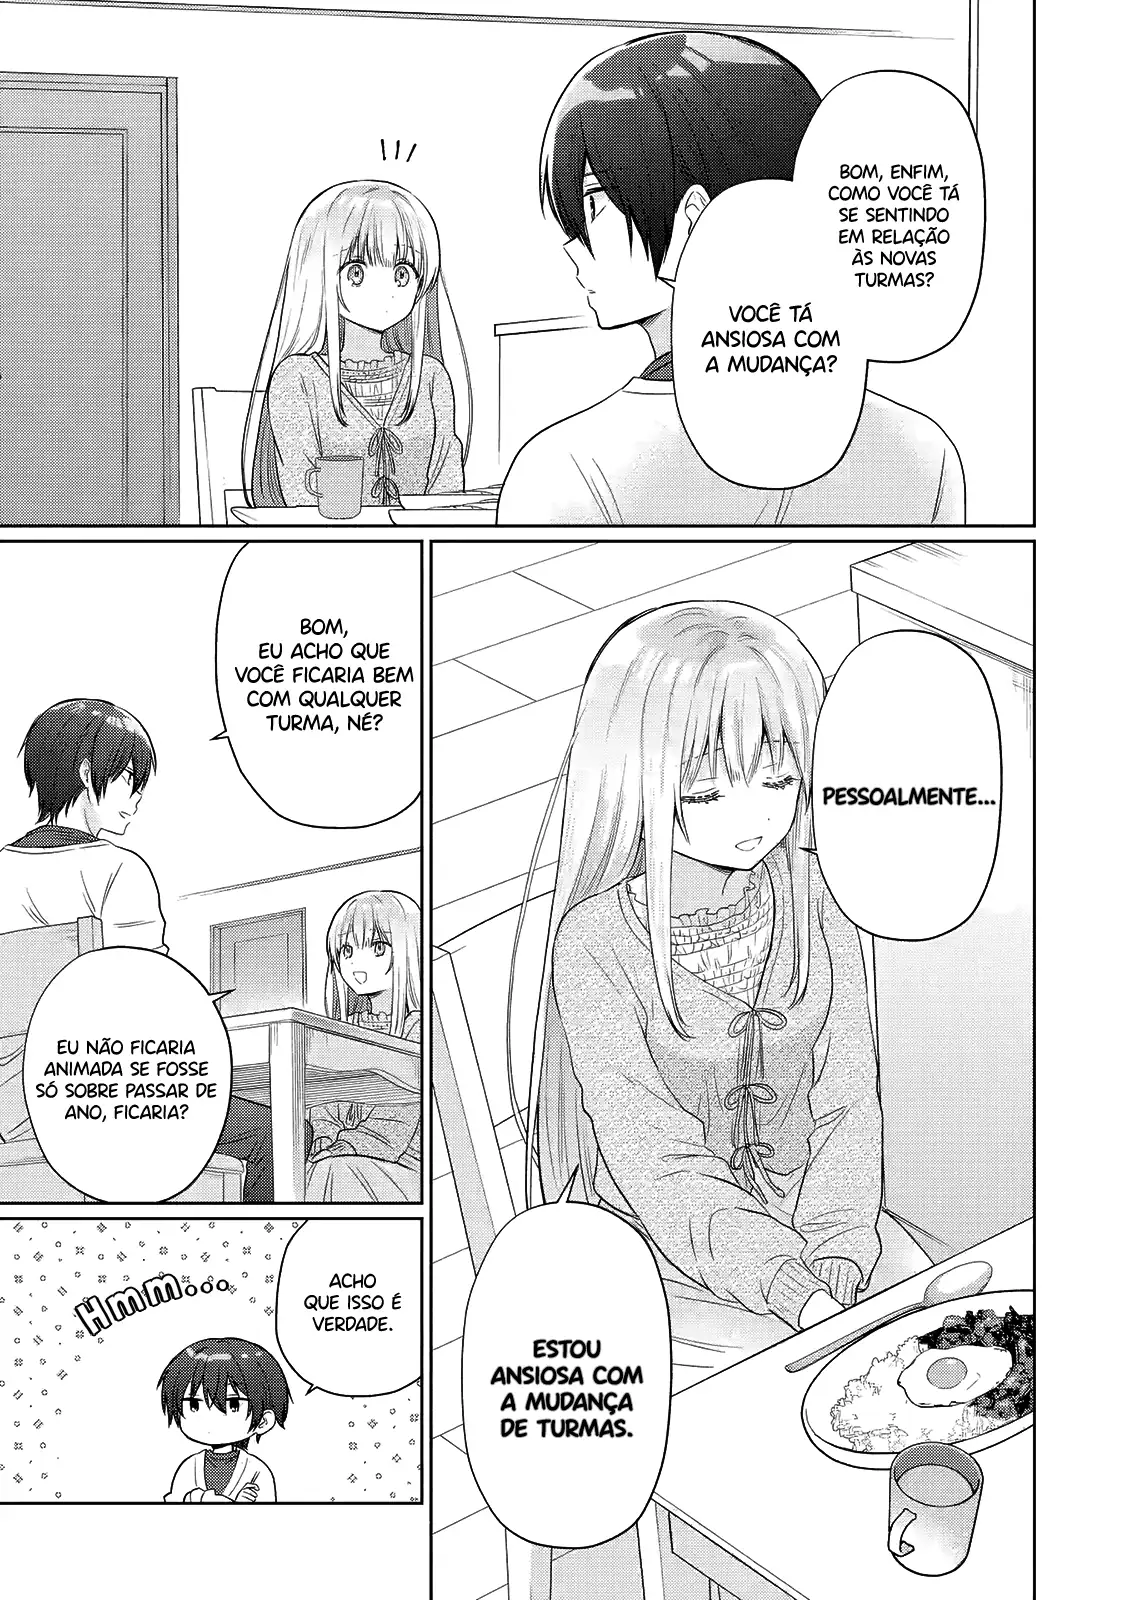 BOM, ENFIM,
COMO VOCÊ TÁ
SE SENTINDO
EM RELAÇÃO
ÀS NOVAS
TURMAS?
VOCÊ TÁ
ANSIOSA COM
A MUDANÇA?
PESSOALMENTE...
ESTOU
ANSIOSA COM
A MUDANÇA
DE TURMAS.
BOM,
EU ACHO QUE
VOCÊ FICARIA BEM
COM QUALQUER
TURMA, NÉ?
EU NÃO FICARIA
ANIMADA SE FOSSE
SÓ SOBRE PASSAR DE
ANO, FICARIA?
ACHO
QUE ISSO É
VERDADE.
Hmm...